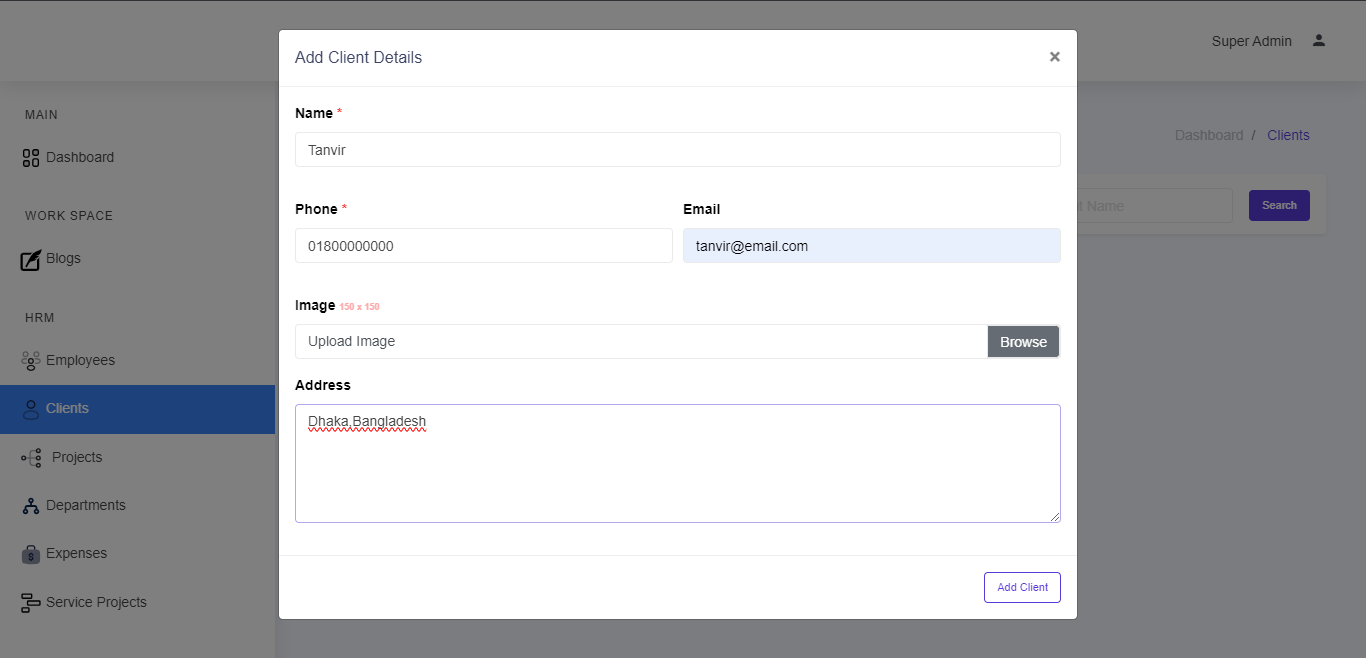 Super Admin
MAIN
Dashboard
WORK SPACE
Blogs
HRM
Employees
Clients
Projects
Departments
Expenses
Service Projects
Dashboard / Clients
Name
Search
Add Client Details ×
Name *
Tanvir
Phone *
Email
01800000000
tanvir@email.com
Image 150 x 150
Upload Image
Browse
Address
Dhaka,Bangladesh
Add Client